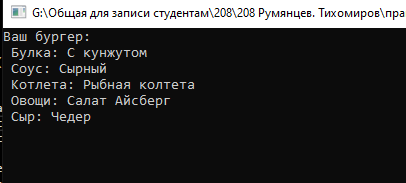 G:\Общая для записи студентам\208\208 Румянцев. Тихомиров\пра
Ваш бургер:
Булка: С кунжутом
Соус: Сырный
Котлета: Рыбная колтета
Овощи: Салат Айсберг
Сыр: Чедер